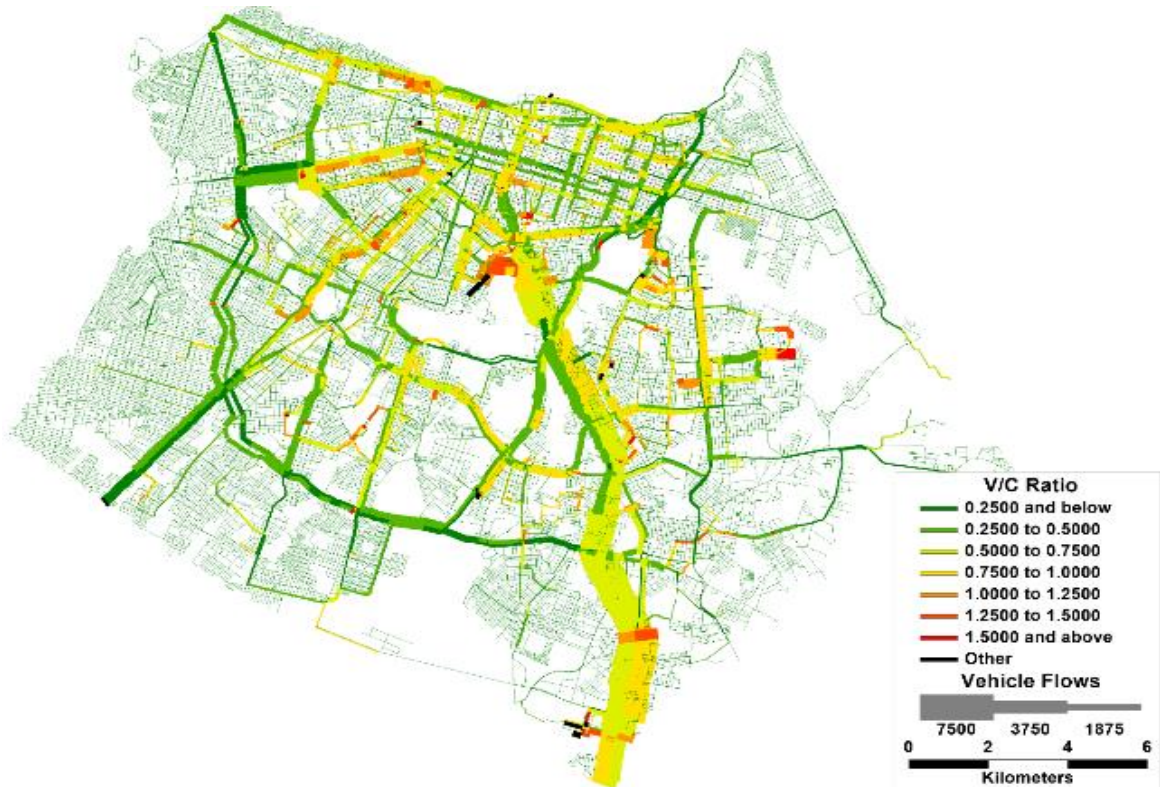 V/C Ratio
0.2500 and below
0.2500 to 0.5000
0.5000 to 0.7500
0.7500 to 1.0000
1.0000 to 1.2500
1.2500 to 1.5000
1.5000 and above
Other
Vehicle Flows
7500 3750 1875
0 2 4 6
Kilometers